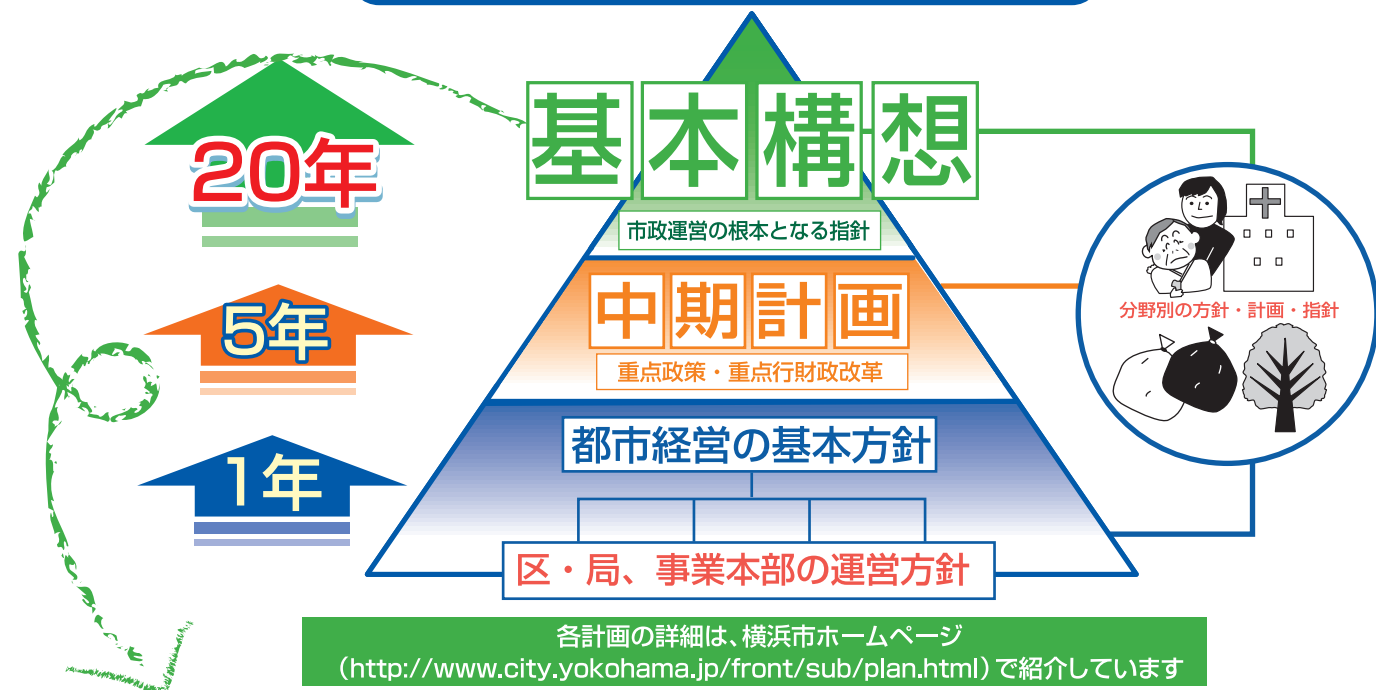 20年
基本構想
市政運営の根本となる指針
5年
中期計画
重点政策・重点行財政改革
分野別の方針・計画・指針
1年
都市経営の基本方針
区・局、事業本部の運営方針
各計画の詳細は、横浜市ホームページ
(http://www.city.yokohama.jp/front/sub/plan.html)で紹介しています